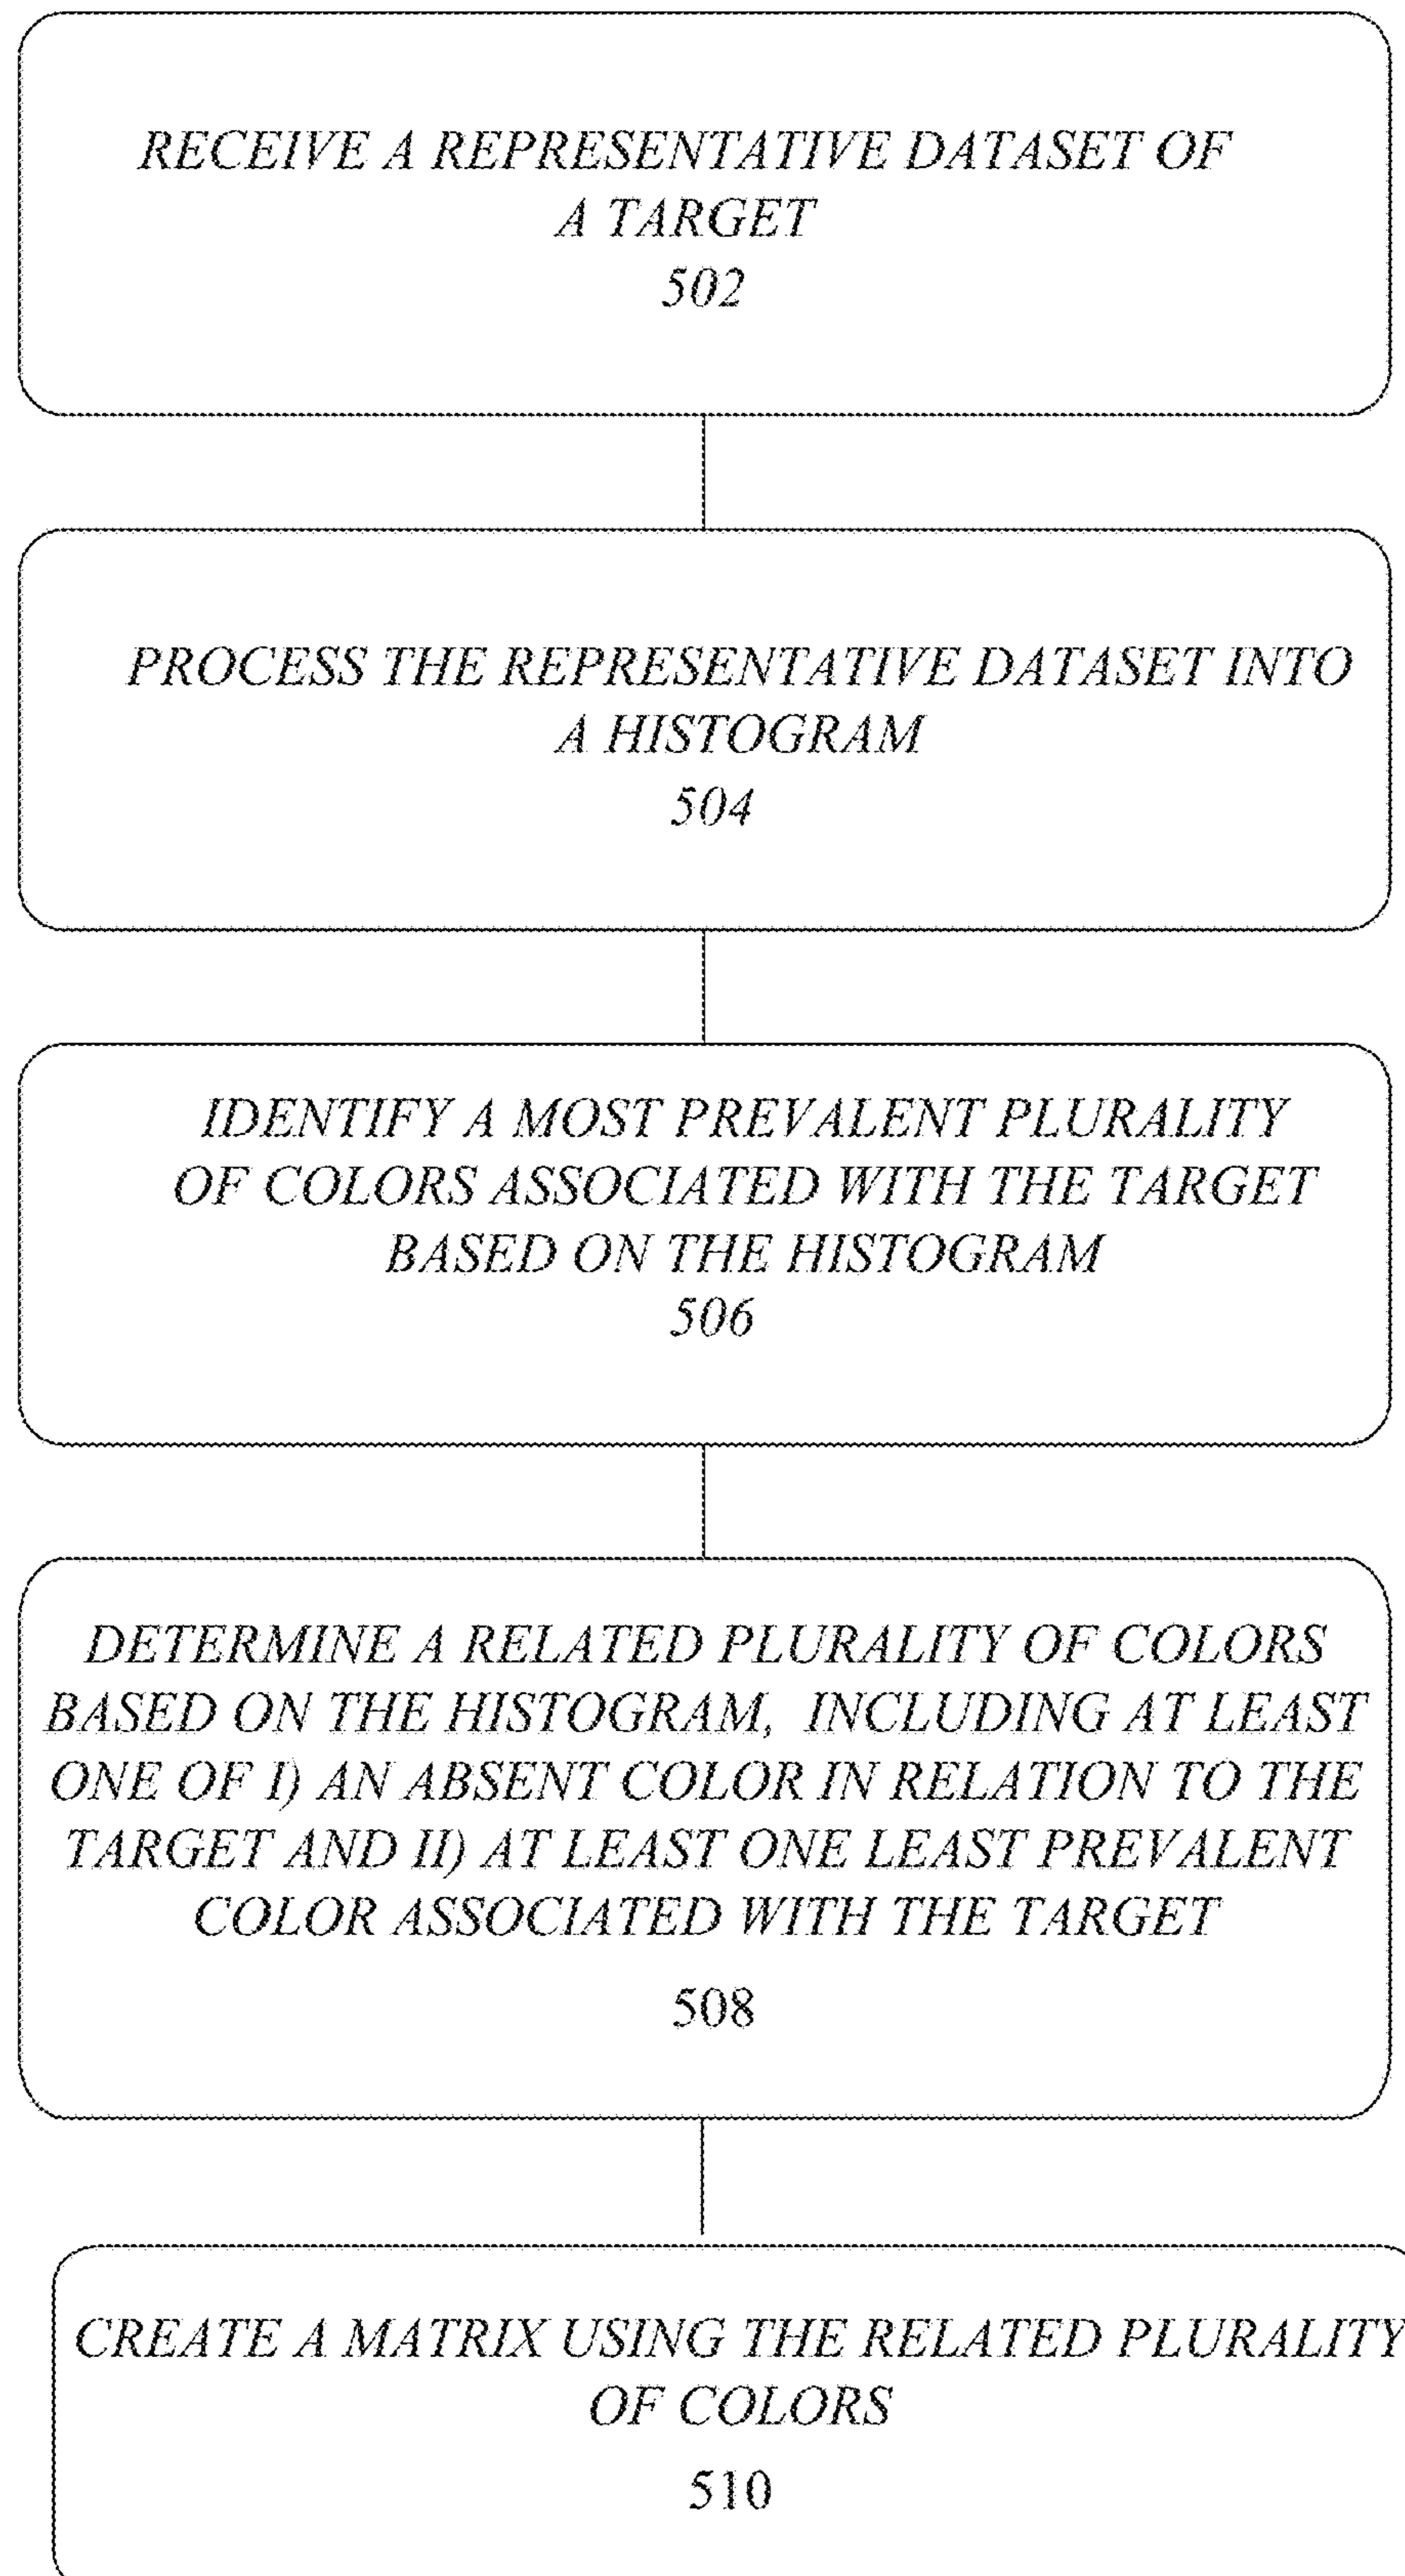 RECEIVE A REPRESENTATIVE DATASET OF
A TARGET
502
PROCESS THE REPRESENTATIVE DATASET INTO
A HISTOGRAM
504
IDENTIFY A MOST PREVALENT PLURALITY
OF COLORS ASSOCIATED WITH THE TARGET
BASED ON THE HISTOGRAM
506
DETERMINE A RELATED PLURALITY OF COLORS
BASED ON THE HISTOGRAM, INCLUDING AT LEAST
ONE OF I) AN ABSENT COLOR IN RELATION TO THE
TARGET AND II) AT LEAST ONE LEAST PREVALENT
COLOR ASSOCIATED WITH THE TARGET
508
CREATE A MATRIX USING THE RELATED PLURALITY
OF COLORS
510